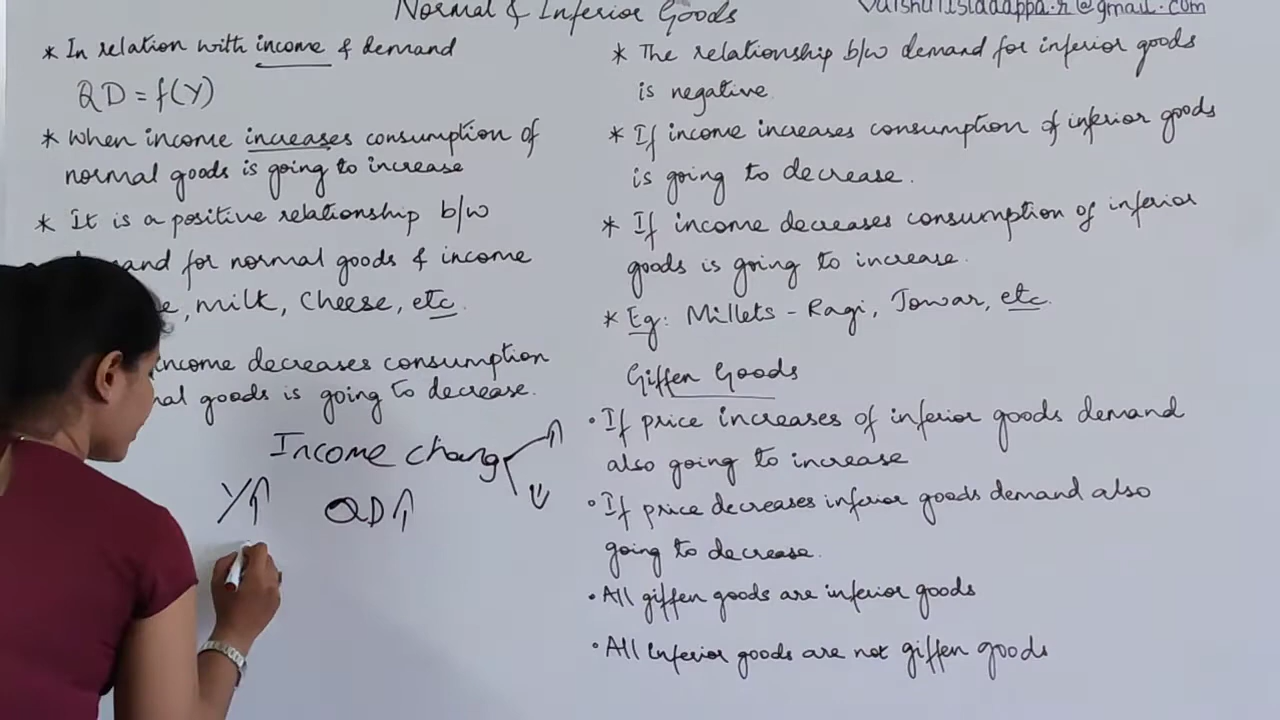 Normal & Inferior Goods
* In relation with income & demand
QD = f(Y)
* When income increases consumption of
normal goods is going to increase
* It is a positive relationship b/w
for normal goods & income
, Milk, Cheese, etc.
income decreases consumption
goods is going to decrease.
Income chang ↑
↓
Y↑ QD↑
@gmail.com
* The relationship b/w demand for inferior goods
is negative
* If income increases consumption of inferior goods
is going to decrease.
* If income decreases consumption of inferior
goods is going to increase.
* Eg: Millets - Ragi, Jowar, etc.
Giffen Goods
• If price increases of inferior goods demand
also going to increase
• If price decreases inferior goods demand also
going to decrease.
• All giffen goods are inferior goods
• All inferior goods are not giffen goods